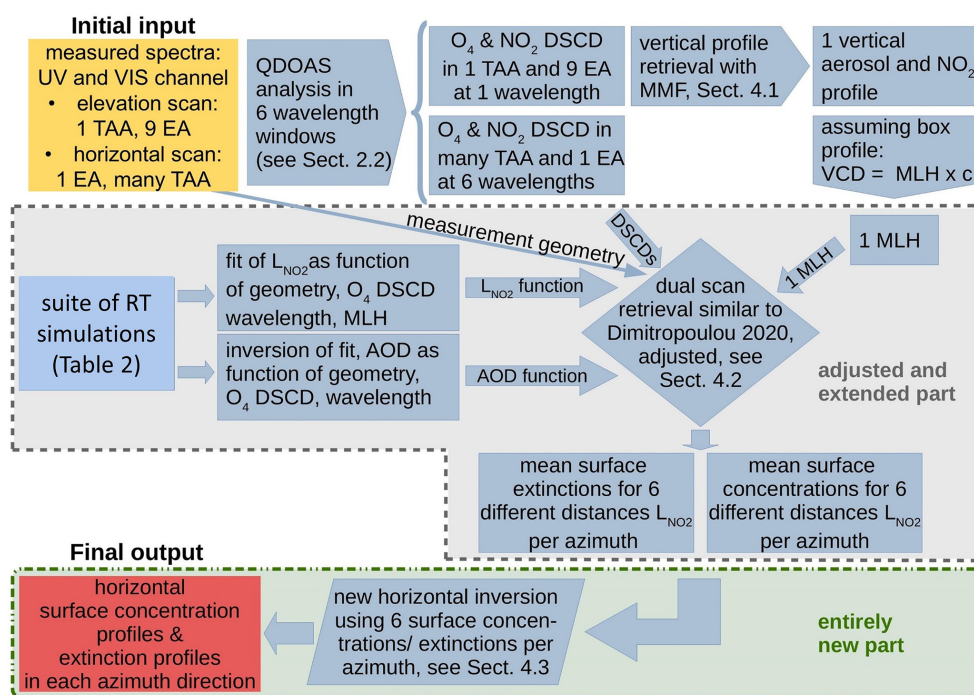 Initial input
measured spectra:
UV and VIS channel
• elevation scan:
1 TAA, 9 EA
• horizontal scan:
1 EA, many TAA
QDOAS
analysis in
6 wavelength
windows
(see Sect. 2.2)
O₄ & NO₂ DSCD
in 1 TAA and 9 EA
at 1 wavelength
O₄ & NO₂ DSCD in
many TAA and 1 EA
at 6 wavelengths
vertical profile
retrieval with
MMF, Sect. 4.1
1 vertical
aerosol and NO₂
profile
assuming box
profile:
VCD = MLH x c
measurement geometry
DSCDs
1 MLH
1 MLH
suite of RT
simulations
(Table 2)
fit of L_NO2 as function
of geometry, O₄ DSCD
wavelength, MLH
inversion of fit, AOD as
function of geometry,
O₄ DSCD, wavelength
L_NO2 function
AOD function
dual scan
retrieval similar to
Dimitropoulou 2020,
adjusted, see
Sect. 4.2
adjusted and
extended part
mean surface
extinctions for 6
different distances L_NO2
per azimuth
mean surface
concentrations for 6
different distances L_NO2
per azimuth
Final output
horizontal
surface concentration
profiles &
extinction profiles
in each azimuth direction
new horizontal inversion
using 6 surface concen-
trations/ extinctions per
azimuth, see Sect. 4.3
entirely
new part